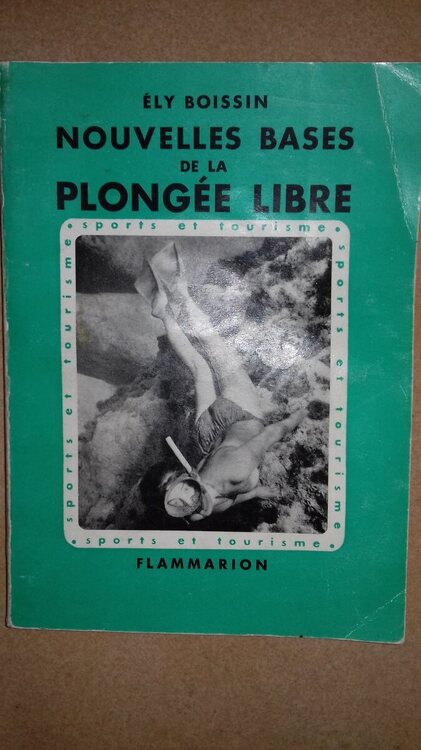 ÉLY BOISSIN
NOUVELLES BASES
DE LA
PLONGÉE LIBRE
sports et tourisme
sports et tourisme
sports et tourisme
sports et tourisme
FLAMMARION